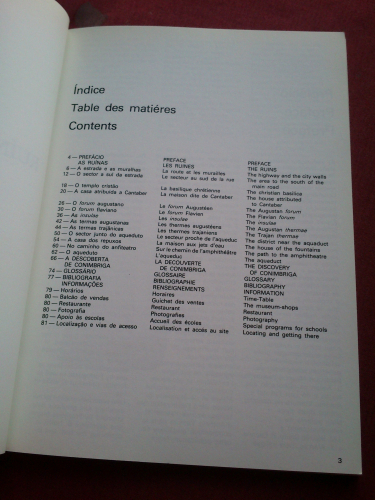 Índice
Table des matiéres
Contents
4 — PREFÁCIO
AS RUÍNAS
6 — A estrada e as muralhas
12 — O sector a sul da estrada
18 — O templo cristão
20 — A casa atribuída a Cantaber
26 — O forum augustano
30 — O forum flaviano
36 — As insulae
42 — As termas augustanas
44 — As termas trajânicas
50 — O sector junto do aqueduto
54 — A casa dos repuxos
60 — No caminho do anfiteatro
62 — O aqueduto
66 — A DESCOBERTA
DE CONIMBRIGA
74 — GLOSSÁRIO
77 — BIBLIOGRAFIA
INFORMAÇÕES
79 — Horários
80 — Balcão de vendas
80 — Restaurante
80 — Fotografia
80 — Apoio às escolas
81 — Localização e vias de acesso
PREFACE
LES RUINES
La route et les murailles
Le secteur au sud de la rue
La basilique chrétienne
La maison dite de Cantaber
Le forum Augustéen
Le forum Flavien
Les insulae
Les thermes augustéens
Les thermes trajaniens
Le secteur proche de l'aqueduc
La maison aux jets d'eau
Sur le chemin de l'amphithéâtre
L'aqueduc
LA DÉCOUVERTE
DE CONIMBRIGA
GLOSSAIRE
BIBLIOGRAPHIE
RENSEIGNEMENTS
Horaires
Guichet des ventes
Restaurant
Photografies
Accueil des écoles
Localisation et accès au site
PREFACE
THE RUINS
The highwey and the city walls
The area to the south of the
main road
The christian basilica
The house attributed
to Cantaber
The Augustan forum
The Flavian forum
The insulae
The Augustan thermae
The Trajan thermae
The district near the aquaduct
The house of the fountains
The path to the amphitheatre
The aquaduct
THE DISCOVERY
OF CONIMBRIGA
GLOSSARY
BIBLIOGRAPHY
INFORMATION
Time-Table
The museum-shops
Restaurant
Photography
Special programs for schools
Locating and getting there
3